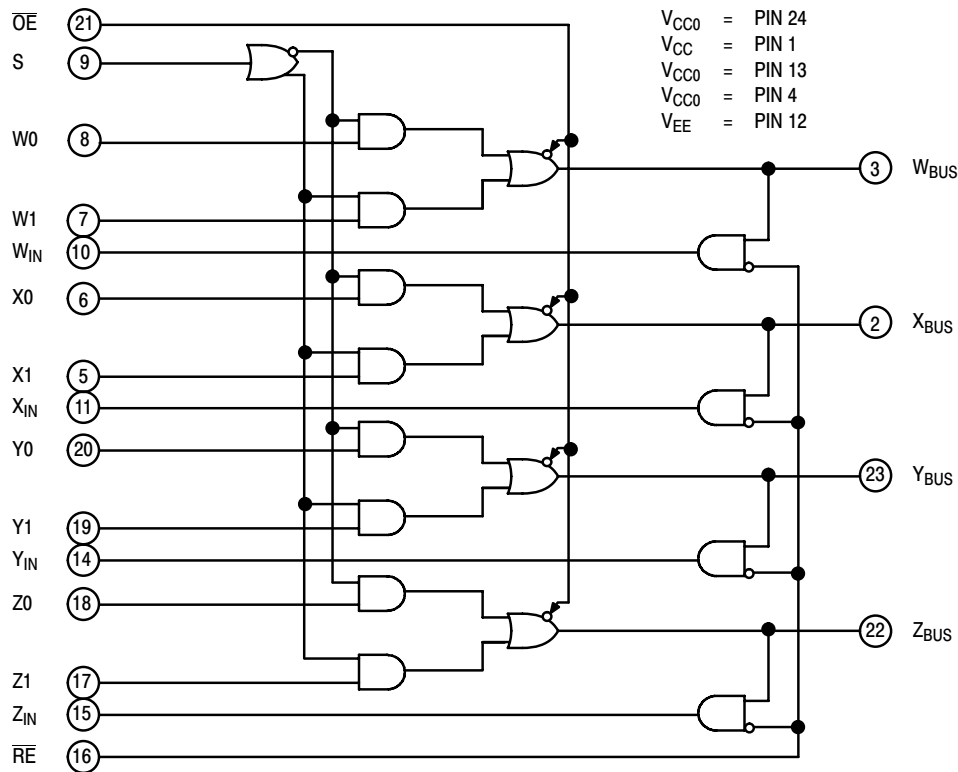 O̅E̅ 21
S 9
W0 8
W1 7
WIN 10
X0 6
X1 5
XIN 11
Y0 20
Y1 19
YIN 14
Z0 18
Z1 17
ZIN 15
R̅E̅ 16
VCC0 = PIN 24
VCC = PIN 1
VCC0 = PIN 13
VCC0 = PIN 4
VEE = PIN 12
3 WBUS
2 XBUS
23 YBUS
22 ZBUS